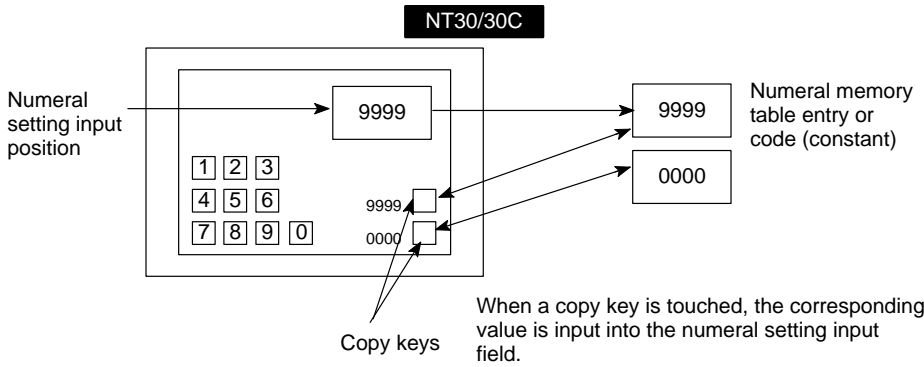 NT30/30C
Numeral
setting input
position
9999
9999
Numeral memory
table entry or
code (constant)
0000
1 2 3
4 5 6
7 8 9 0
9999
0000
Copy keys
When a copy key is touched, the corresponding
value is input into the numeral setting input
field.